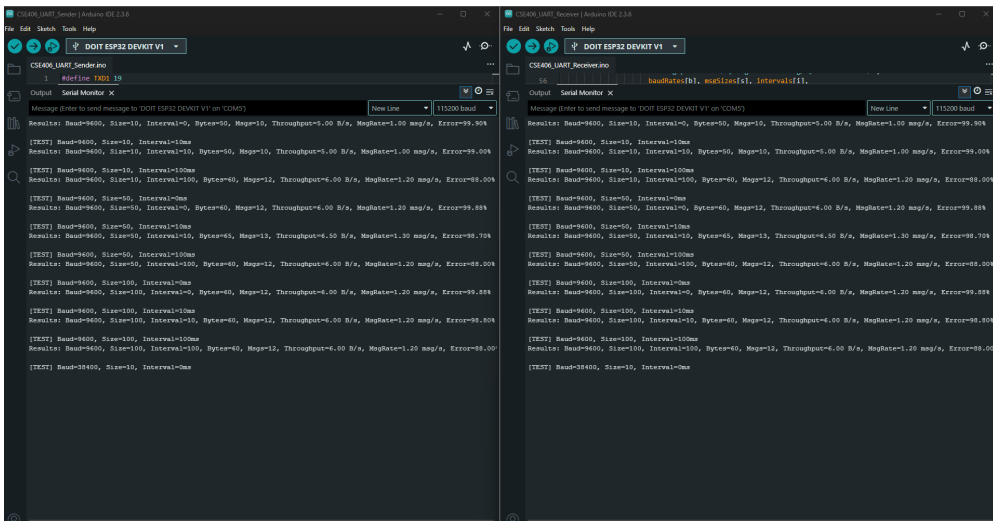 CSE406_UART_Sender | Arduino IDE 2.3.6
File Edit Sketch Tools Help
DOIT ESP32 DEVKIT V1
CSE406_UART_Sender.ino
1 #define TXD1 19
Output Serial Monitor X
Message (Enter to send message to 'DOIT ESP32 DEVKIT V1' on 'COM5')
New Line
115200 baud
Results: Baud=9600, Size=10, Interval=0, Bytes=50, Msgs=10, Throughput=5.00 B/s, MsgRate=1.00 msg/s, Error=99.90%
[TEST] Baud=9600, Size=10, Interval=10ms
Results: Baud=9600, Size=10, Interval=10, Bytes=50, Msgs=10, Throughput=5.00 B/s, MsgRate=1.00 msg/s, Error=99.00%
[TEST] Baud=9600, Size=10, Interval=100ms
Results: Baud=9600, Size=10, Interval=100, Bytes=60, Msgs=12, Throughput=6.00 B/s, MsgRate=1.20 msg/s, Error=88.00%
[TEST] Baud=9600, Size=50, Interval=0ms
Results: Baud=9600, Size=50, Interval=0, Bytes=60, Msgs=12, Throughput=6.00 B/s, MsgRate=1.20 msg/s, Error=99.88%
[TEST] Baud=9600, Size=50, Interval=10ms
Results: Baud=9600, Size=50, Interval=10, Bytes=65, Msgs=13, Throughput=6.50 B/s, MsgRate=1.30 msg/s, Error=98.70%
[TEST] Baud=9600, Size=50, Interval=100ms
Results: Baud=9600, Size=50, Interval=100, Bytes=60, Msgs=12, Throughput=6.00 B/s, MsgRate=1.20 msg/s, Error=88.00%
[TEST] Baud=9600, Size=100, Interval=0ms
Results: Baud=9600, Size=100, Interval=0, Bytes=60, Msgs=12, Throughput=6.00 B/s, MsgRate=1.20 msg/s, Error=99.88%
[TEST] Baud=9600, Size=100, Interval=10ms
Results: Baud=9600, Size=100, Interval=10, Bytes=60, Msgs=12, Throughput=6.00 B/s, MsgRate=1.20 msg/s, Error=98.80%
[TEST] Baud=9600, Size=100, Interval=100ms
Results: Baud=9600, Size=100, Interval=100, Bytes=60, Msgs=12, Throughput=6.00 B/s, MsgRate=1.20 msg/s, Error=88.00
[TEST] Baud=38400, Size=10, Interval=0ms
CSE406_UART_Receiver | Arduino IDE 2.3.6
File Edit Sketch Tools Help
DOIT ESP32 DEVKIT V1
CSE406_UART_Receiver.ino
56 baudRates[b], msgSizes[s], intervals[i],
Output Serial Monitor X
Message (Enter to send message to 'DOIT ESP32 DEVKIT V1' on 'COM5')
New Line
115200 baud
Results: Baud=9600, Size=10, Interval=0, Bytes=50, Msgs=10, Throughput=5.00 B/s, MsgRate=1.00 msg/s, Error=99.90%
[TEST] Baud=9600, Size=10, Interval=10ms
Results: Baud=9600, Size=10, Interval=10, Bytes=50, Msgs=10, Throughput=5.00 B/s, MsgRate=1.00 msg/s, Error=99.00%
[TEST] Baud=9600, Size=10, Interval=100ms
Results: Baud=9600, Size=10, Interval=100, Bytes=60, Msgs=12, Throughput=6.00 B/s, MsgRate=1.20 msg/s, Error=88.00%
[TEST] Baud=9600, Size=50, Interval=0ms
Results: Baud=9600, Size=50, Interval=0, Bytes=60, Msgs=12, Throughput=6.00 B/s, MsgRate=1.20 msg/s, Error=99.88%
[TEST] Baud=9600, Size=50, Interval=10ms
Results: Baud=9600, Size=50, Interval=10, Bytes=65, Msgs=13, Throughput=6.50 B/s, MsgRate=1.30 msg/s, Error=98.70%
[TEST] Baud=9600, Size=50, Interval=100ms
Results: Baud=9600, Size=50, Interval=100, Bytes=60, Msgs=12, Throughput=6.00 B/s, MsgRate=1.20 msg/s, Error=88.00%
[TEST] Baud=9600, Size=100, Interval=0ms
Results: Baud=9600, Size=100, Interval=0, Bytes=60, Msgs=12, Throughput=6.00 B/s, MsgRate=1.20 msg/s, Error=99.88%
[TEST] Baud=9600, Size=100, Interval=10ms
Results: Baud=9600, Size=100, Interval=10, Bytes=60, Msgs=12, Throughput=6.00 B/s, MsgRate=1.20 msg/s, Error=98.80%
[TEST] Baud=9600, Size=100, Interval=100ms
Results: Baud=9600, Size=100, Interval=100, Bytes=60, Msgs=12, Throughput=6.00 B/s, MsgRate=1.20 msg/s, Error=88.00
[TEST] Baud=38400, Size=10, Interval=0ms